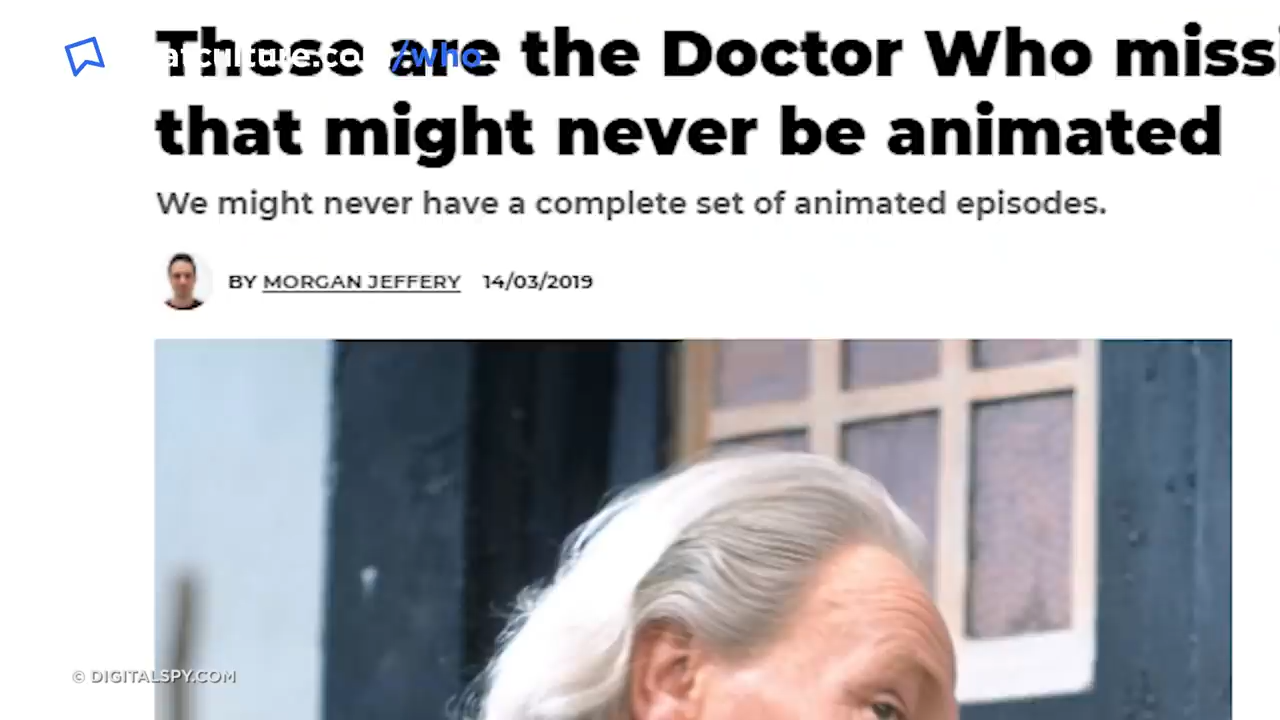 These are the Doctor Who
that might never be animated
We might never have a complete set of animated episodes.
BY MORGAN JEFFERY 14/03/2019
© DIGITALSPY.COM
/who